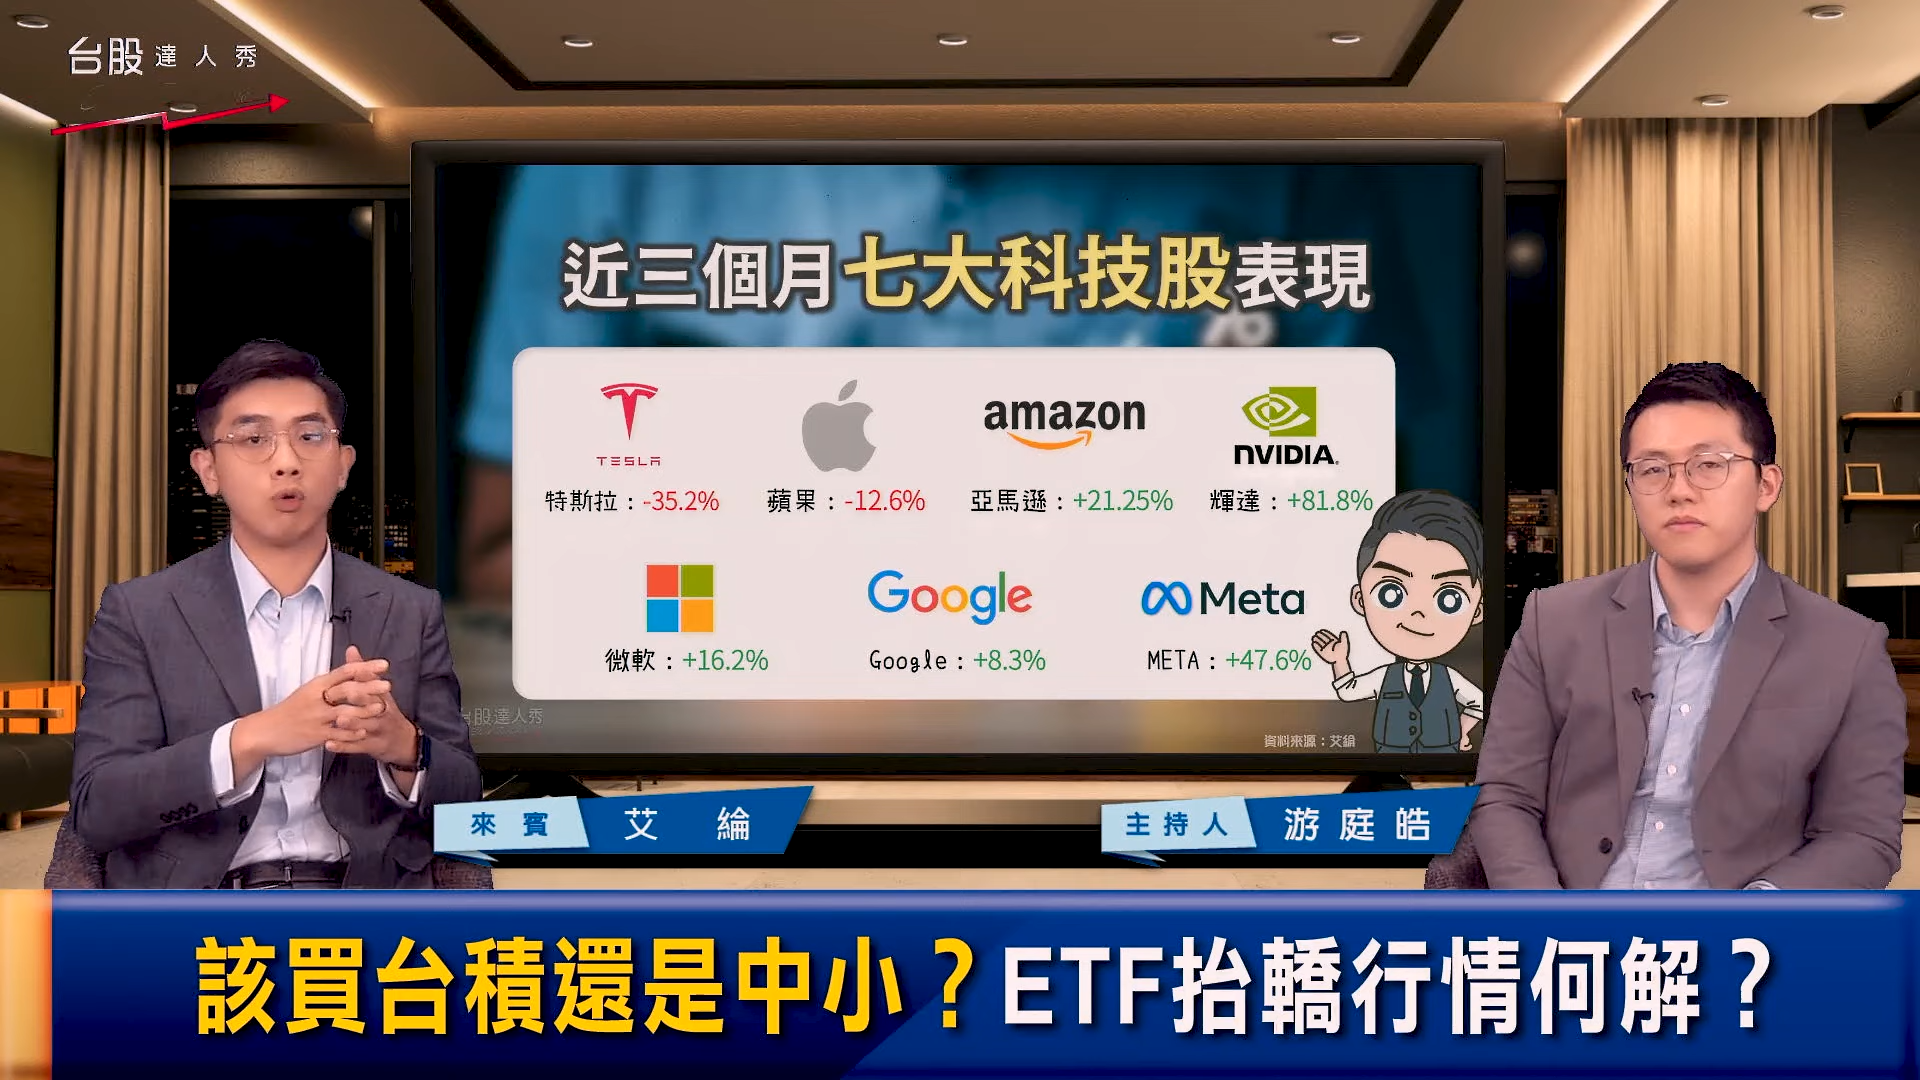 台股達人秀
近三個月七大科技股表現
TESLA
amazon
NVIDIA.
特斯拉：-35.2%
蘋果：-12.6%
亞馬遜：+21.25%
輝達：+81.8%
Google
Meta
微軟：+16.2%
Google：+8.3%
META：+47.6%
台股達人秀
資料來源：艾綸
來賓 艾綸
主持人 游庭皓
該買台積還是中小？ETF抬轎行情何解？